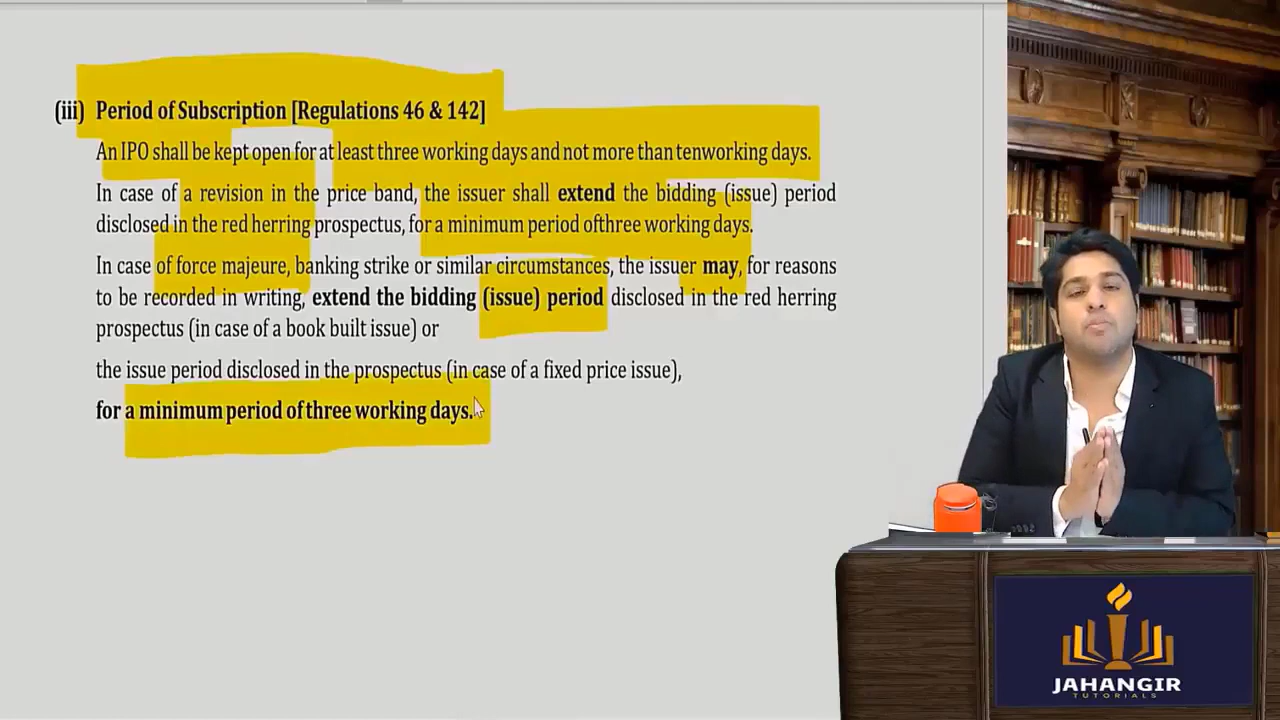 (iii) Period of Subscription [Regulations 46 & 142]
An IPO shall be kept open for at least three working days and not more than tenworking days.
In case of a revision in the price band, the issuer shall extend the bidding (issue) period
disclosed in the red herring prospectus, for a minimum period ofthree working days.
In case of force majeure, banking strike or similar circumstances, the issuer may, for reasons
to be recorded in writing, extend the bidding (issue) period disclosed in the red herring
prospectus (in case of a book built issue) or
the issue period disclosed in the prospectus (in case of a fixed price issue),
for a minimum period of three working days.
JAHANGIR
TUTORIALS